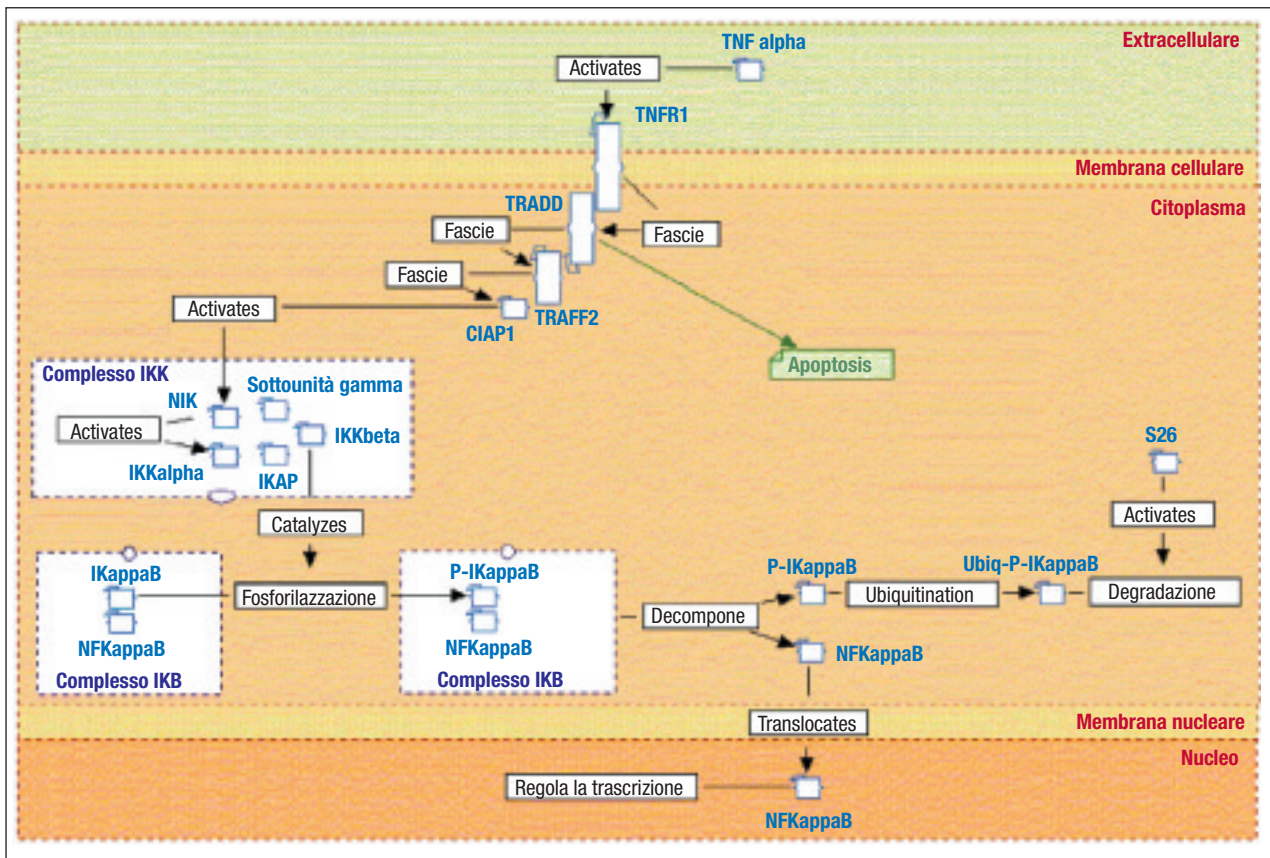 Extracellulare
TNF alpha
Activates
TNFR1
Membrana cellulare
Citoplasma
TRADD
Fascie
Fascie
Fascie
Activates
CIAP1
TRAFF2
Apoptosis
Complesso IKK
Sottounità gamma
NIK
Activates
IKKbeta
IKKalpha
IKAP
S26
Catalyzes
Activates
IKappaB
P-IKappaB
P-IKappaB
Ubiq-P-IKappaB
Fosforilazzazione
Ubiquitination
Degradazione
Decompone
NFKappaB
NFKappaB
NFKappaB
Complesso IKB
Complesso IKB
Translocates
Membrana nucleare
Nucleo
Regola la trascrizione
NFKappaB